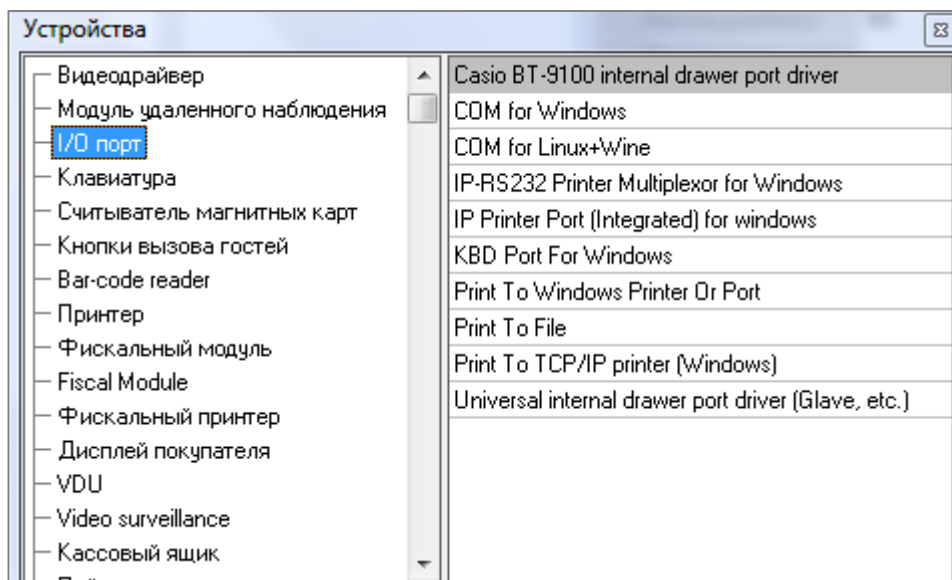 Устройства
Видеодрайвер
Модуль удаленного наблюдения
I/O порт
Клавиатура
Считыватель магнитных карт
Кнопки вызова гостей
Bar-code reader
Принтер
Фискальный модуль
Fiscal Module
Фискальный принтер
Дисплей покупателя
VDU
Video surveillance
Кассовый ящик
Casio BT-9100 internal drawer port driver
COM for Windows
COM for Linux+Wine
IP-RS232 Printer Multiplexor for Windows
IP Printer Port (Integrated) for windows
KBD Port For Windows
Print To Windows Printer Or Port
Print To File
Print To TCP/IP printer (Windows)
Universal internal drawer port driver (Glave, etc.)